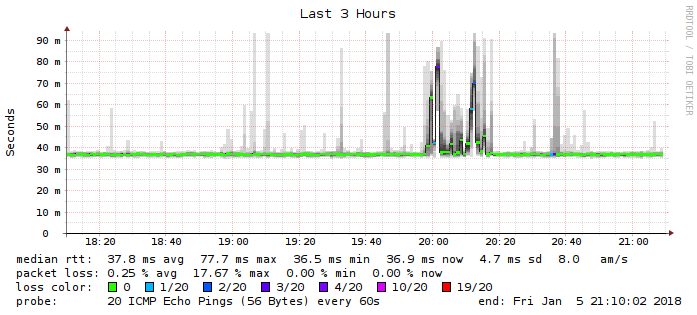 Last 3 Hours
RRDTOOL / TOBI OETIKER
Seconds
90 m
80 m
70 m
60 m
50 m
40 m
30 m
20 m
10 m
0
18:20 18:40 19:00 19:20 19:40 20:00 20:20 20:40 21:00
median rtt: 37.8 ms avg 77.7 ms max 36.5 ms min 36.9 ms now 4.7 ms sd 8.0 am/s
packet loss: 0.25 % avg 17.67 % max 0.00 % min 0.00 % now
loss color: 0 1/20 2/20 3/20 4/20 10/20 19/20
probe: 20 ICMP Echo Pings (56 Bytes) every 60s end: Fri Jan 5 21:10:02 2018